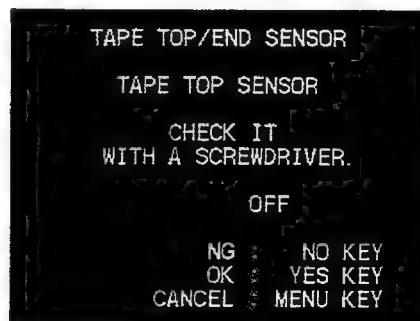 TAPE TOP/END SENSOR
TAPE TOP SENSOR
CHECK IT
WITH A SCREWDRIVER.
OFF
NG : NO KEY
OK : YES KEY
CANCEL : MENU KEY